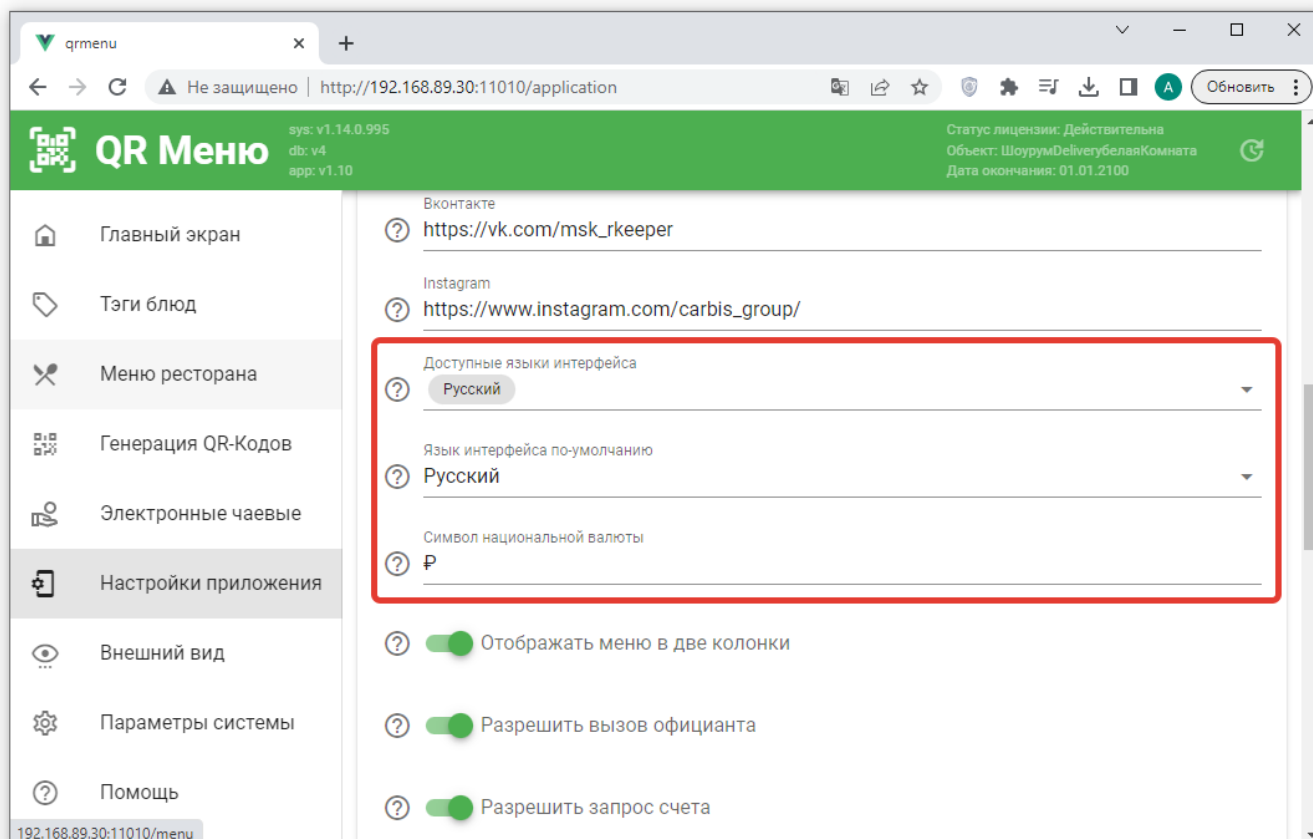 qrmenu
Не защищено | http://192.168.89.30:11010/application
А
Обновить
QR Меню
sys: v1.14.0.995
db: v4
app: v1.10
Статус лицензии: Действительна
Объект: ШоурумDeliveryбелаяКомната
Дата окончания: 01.01.2100
Главный экран
Тэги блюд
Меню ресторана
Генерация QR-Кодов
Электронные чаевые
Настройки приложения
Внешний вид
Параметры системы
Помощь
192.168.89.30:11010/menu
Вконтакте
https://vk.com/msk_rkeeper
Instagram
https://www.instagram.com/carbis_group/
Доступные языки интерфейса
Русский
Язык интерфейса по-умолчанию
Русский
Символ национальной валюты
₽
Отображать меню в две колонки
Разрешить вызов официанта
Разрешить запрос счета